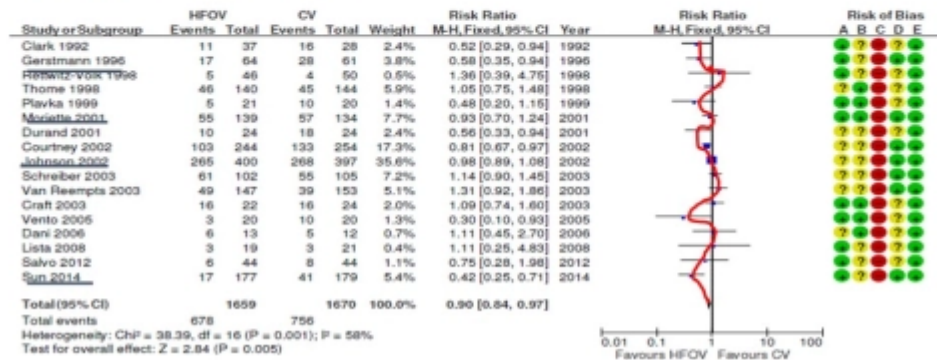 HFOV CV Risk Ratio Risk Ratio Risk of Bias
Study or Subgroup Events Total Events Total Weight M-H, Fixed, 95% CI Year M-H, Fixed, 95% CI A B C D E
Clark 1992 11 37 16 28 2.4% 0.52 [0.29, 0.94] 1992
Gerstmann 1996 17 64 28 61 3.8% 0.58 [0.35, 0.94] 1996
Rettwitz-Volk 1998 5 46 4 50 0.5% 1.36 [0.39, 4.75] 1998
Thome 1998 46 140 45 144 5.9% 1.05 [0.75, 1.48] 1998
Plavka 1999 5 21 10 20 1.4% 0.48 [0.20, 1.15] 1999
Moriette 2001 55 139 57 134 7.7% 0.93 [0.70, 1.24] 2001
Durand 2001 10 24 18 24 2.4% 0.56 [0.33, 0.94] 2001
Courtney 2002 103 244 133 254 17.3% 0.81 [0.67, 0.97] 2002
Johnson 2002 265 400 268 397 35.6% 0.98 [0.89, 1.08] 2002
Schreiber 2003 61 102 55 105 7.2% 1.14 [0.90, 1.45] 2003
Van Reempts 2003 49 147 39 153 5.1% 1.31 [0.92, 1.86] 2003
Craft 2003 16 22 16 24 2.0% 1.09 [0.74, 1.60] 2003
Vento 2005 3 20 10 20 1.3% 0.30 [0.10, 0.93] 2005
Dani 2006 6 13 5 12 0.7% 1.11 [0.45, 2.70] 2006
Lista 2008 3 19 3 21 0.4% 1.11 [0.25, 4.83] 2008
Salvo 2012 6 44 8 44 1.1% 0.75 [0.28, 1.98] 2012
Sun 2014 17 177 41 179 5.4% 0.42 [0.25, 0.71] 2014
Total (95% CI) 1659 1670 100.0% 0.90 [0.84, 0.97]
Total events 678 756
Heterogeneity: Chi² = 38.39, df = 16 (P = 0.001); I² = 58%
Test for overall effect: Z = 2.84 (P = 0.005)
0.01 0.1 1 10 100
Favours HFOV Favours CV